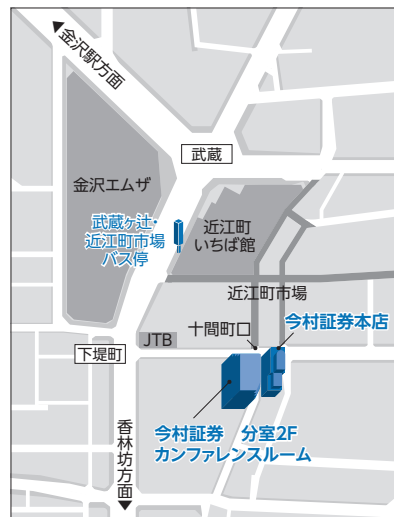 金沢駅方面
武蔵
金沢エムザ
武蔵ヶ辻・
近江町市場
バス停
近江町
いちば館
近江町市場
十間町口
今村証券本店
JTB
下堤町
今村証券 分室2F
カンファレンスルーム
香林坊方面